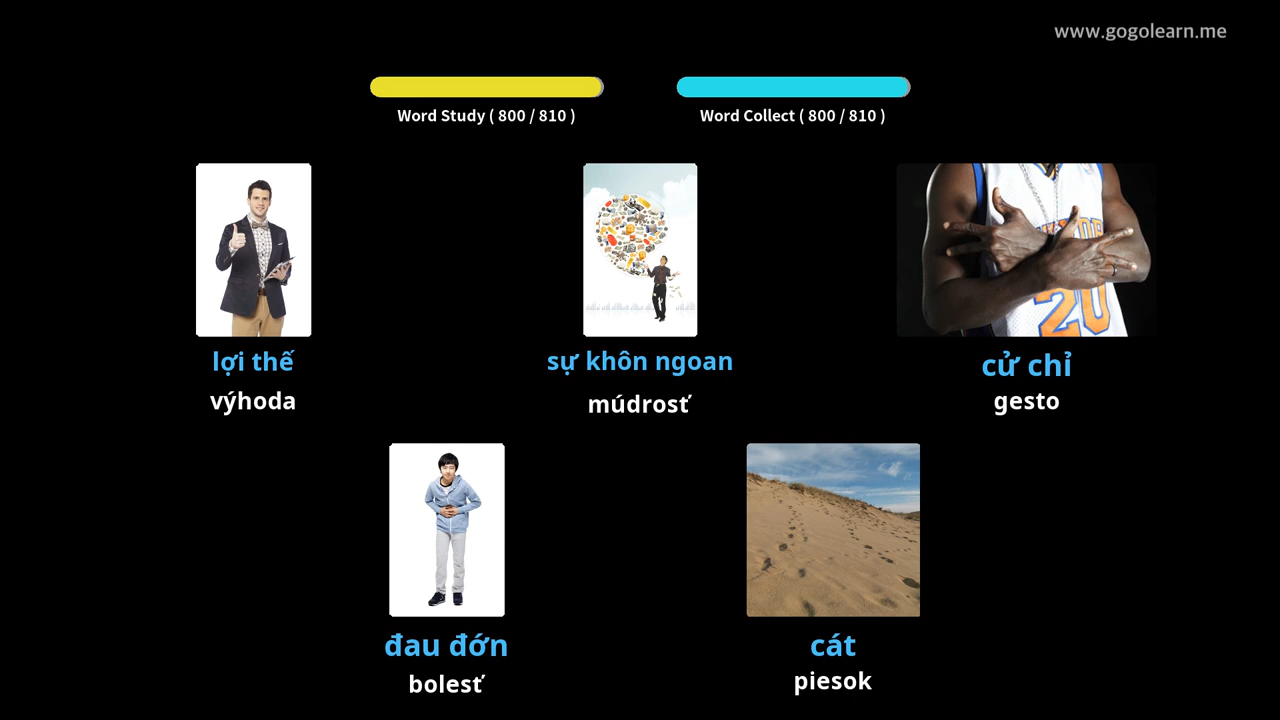 www.gogolearn.me
Word Study ( 800 / 810 )
Word Collect ( 800 / 810 )
lợi thế
výhoda
sự khôn ngoan
múdrosť
cử chỉ
gesto
20
đau đớn
bolesť
cát
piesok